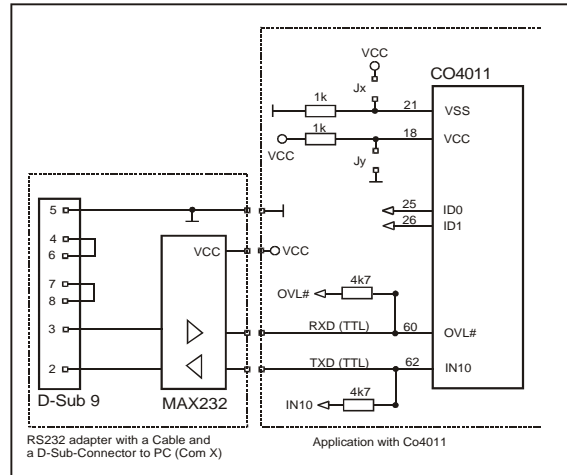 VCC
CO4011
Jx
1k
21
VSS
1k
18
VCC
VCC
Jy
5
25
ID0
26
ID1
4
6
VCC
VCC
7
8
4k7
OVL#
3
RXD (TTL)
60
OVL#
2
TXD (TTL)
62
IN10
4k7
IN10
D-Sub 9
MAX232
RS232 adapter with a Cable and
a D-Sub-Connector to PC (Com X)
Application with Co4011